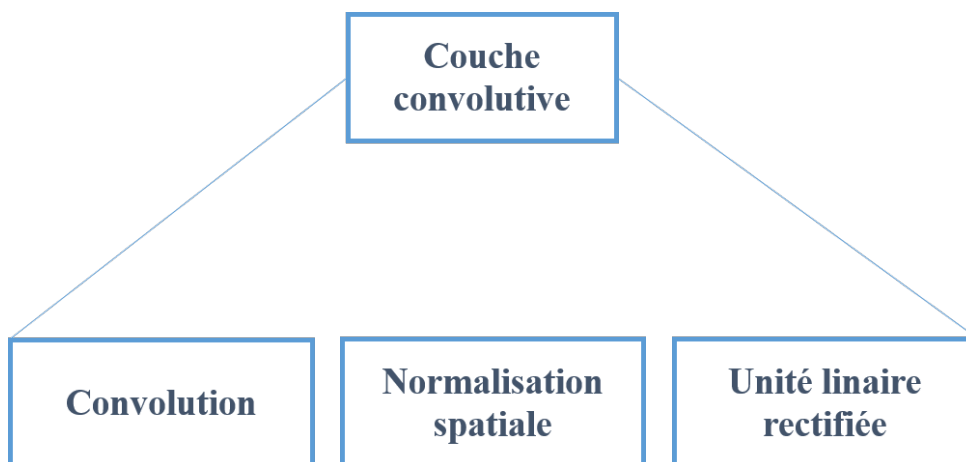 Couche
convolutive
Convolution
Normalisation
spatiale
Unité linaire
rectifiée